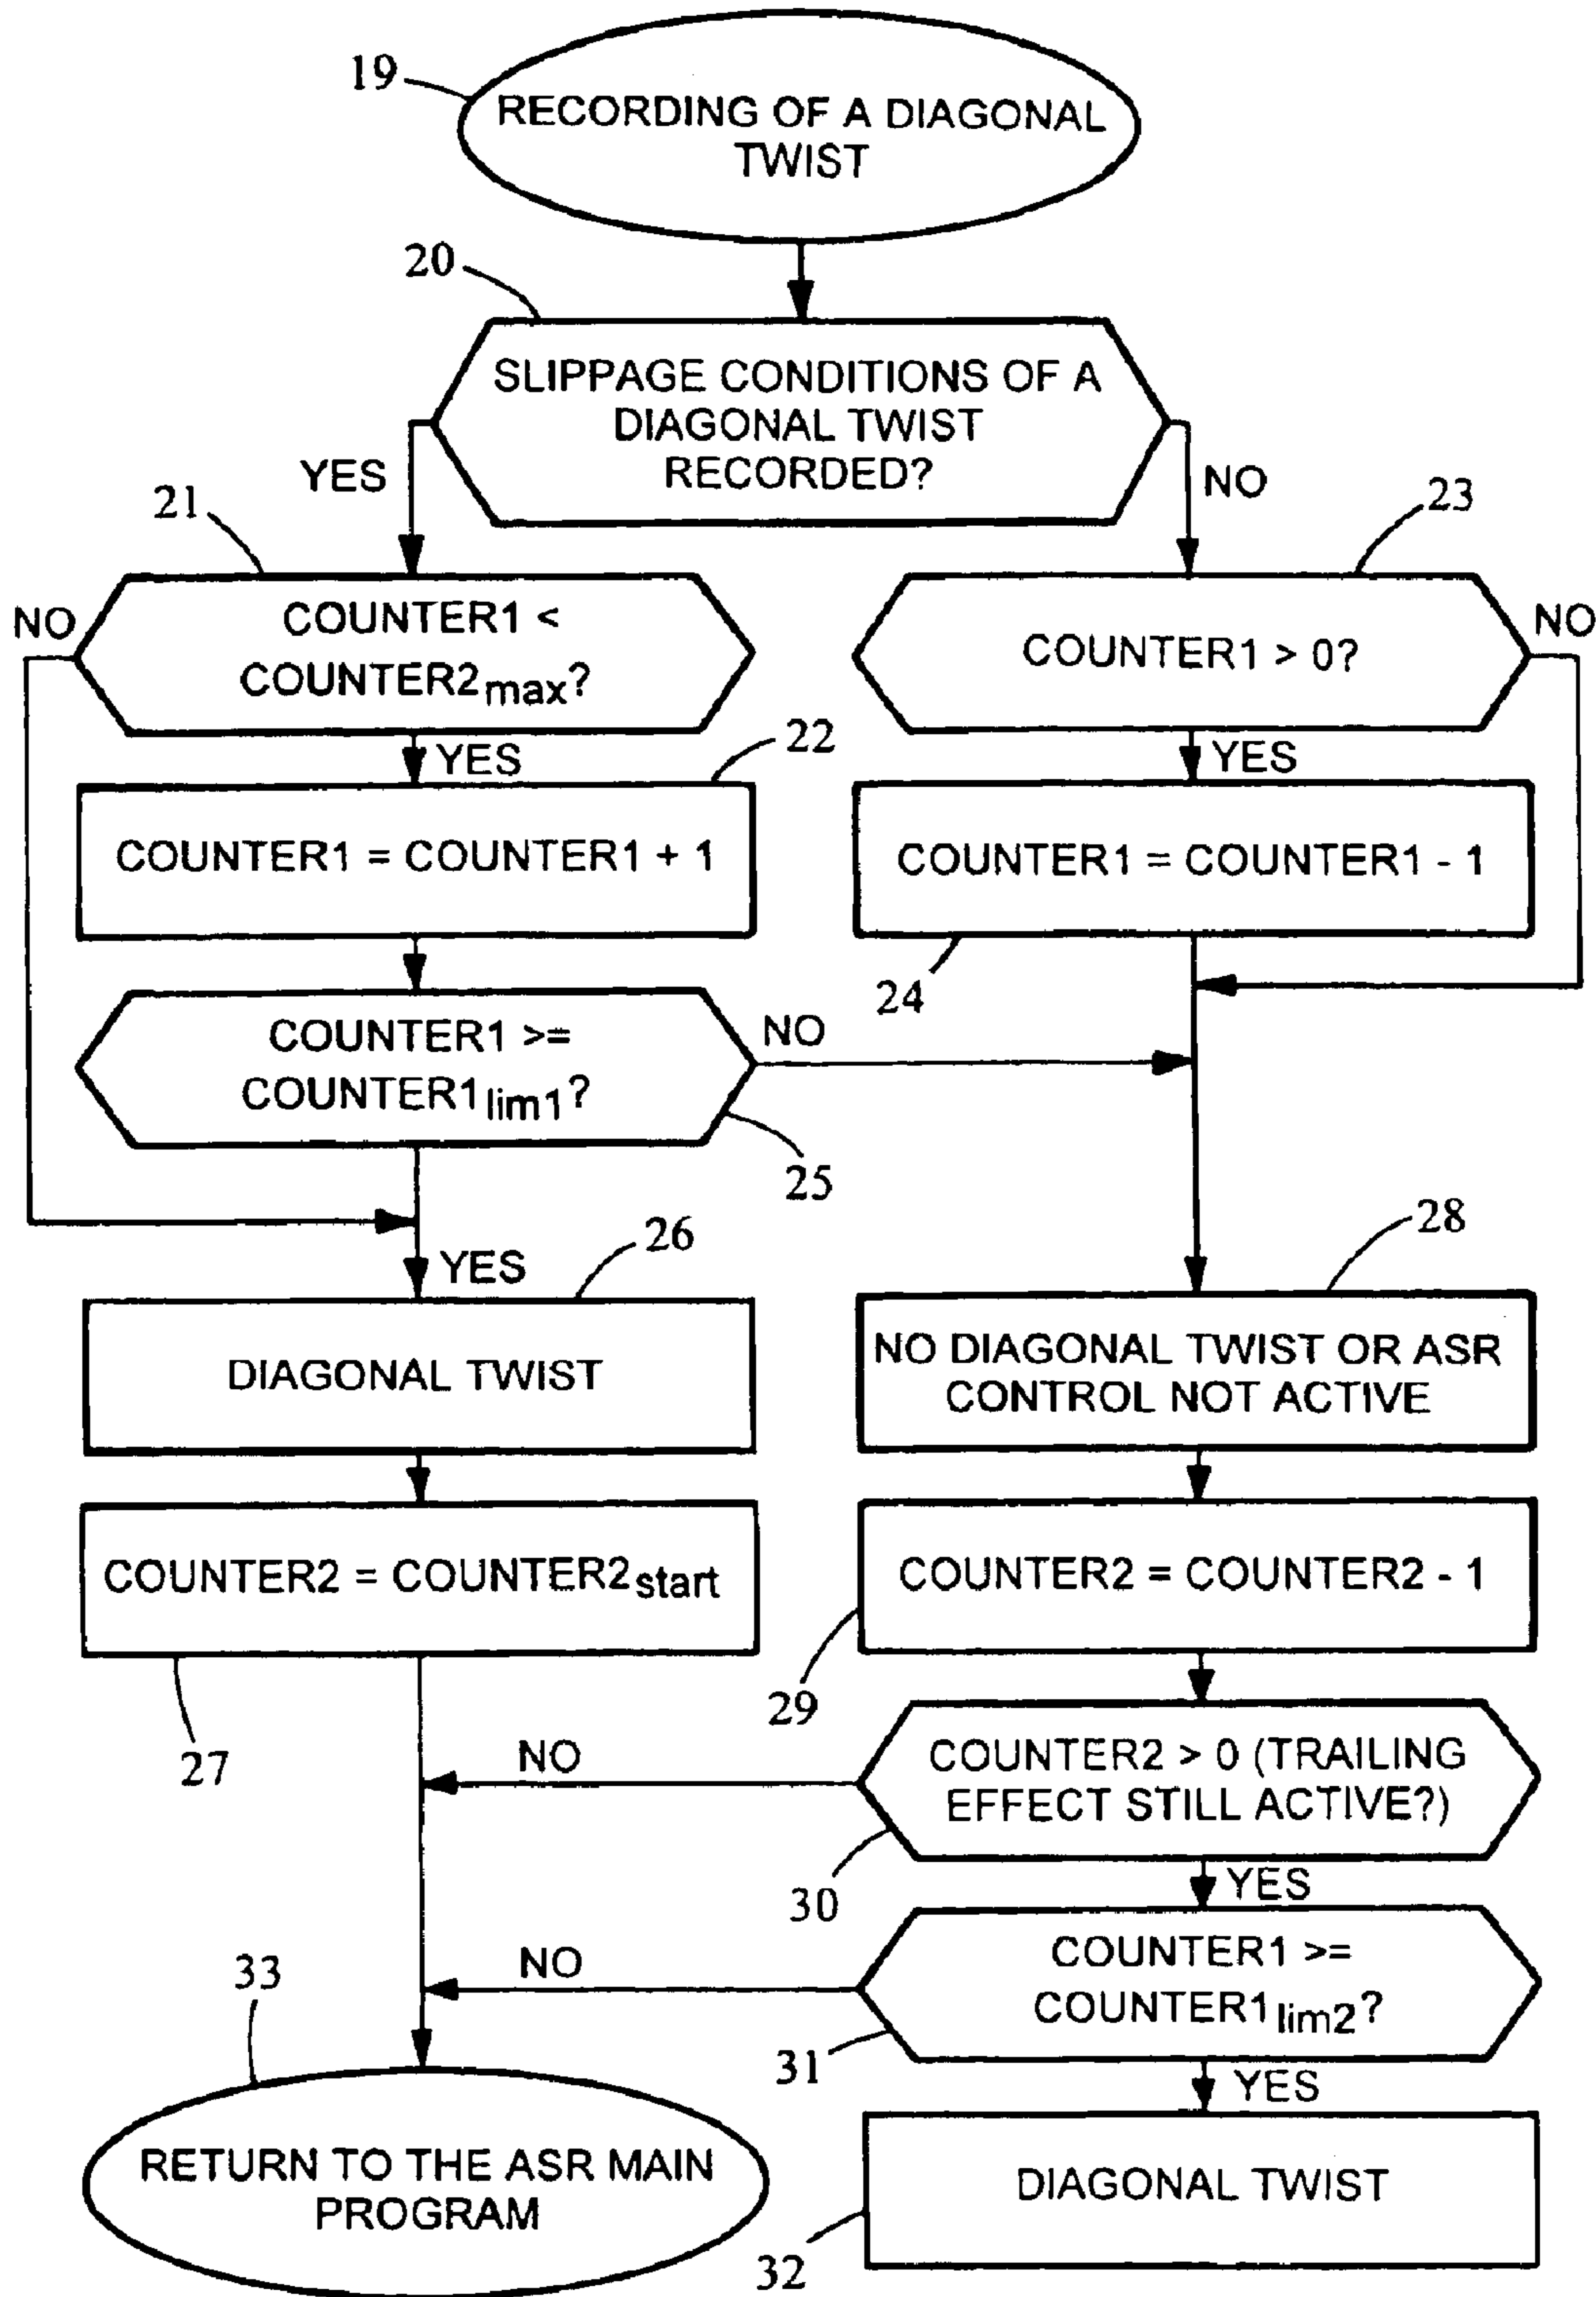 19
RECORDING OF A DIAGONAL
TWIST
20
SLIPPAGE CONDITIONS OF A
DIAGONAL TWIST
RECORDED?
YES
NO
21
23
NO
COUNTER1 <
COUNTER2max?
COUNTER1 > 0?
NO
YES
22
YES
COUNTER1 = COUNTER1 + 1
COUNTER1 = COUNTER1 - 1
24
COUNTER1 >=
COUNTER1lim1?
NO
25
YES
26
28
DIAGONAL TWIST
NO DIAGONAL TWIST OR ASR
CONTROL NOT ACTIVE
COUNTER2 = COUNTER2start
COUNTER2 = COUNTER2 - 1
27
29
NO
COUNTER2 > 0 (TRAILING
EFFECT STILL ACTIVE?)
30
YES
33
NO
COUNTER1 >=
COUNTER1lim2?
31
YES
RETURN TO THE ASR MAIN
PROGRAM
DIAGONAL TWIST
32